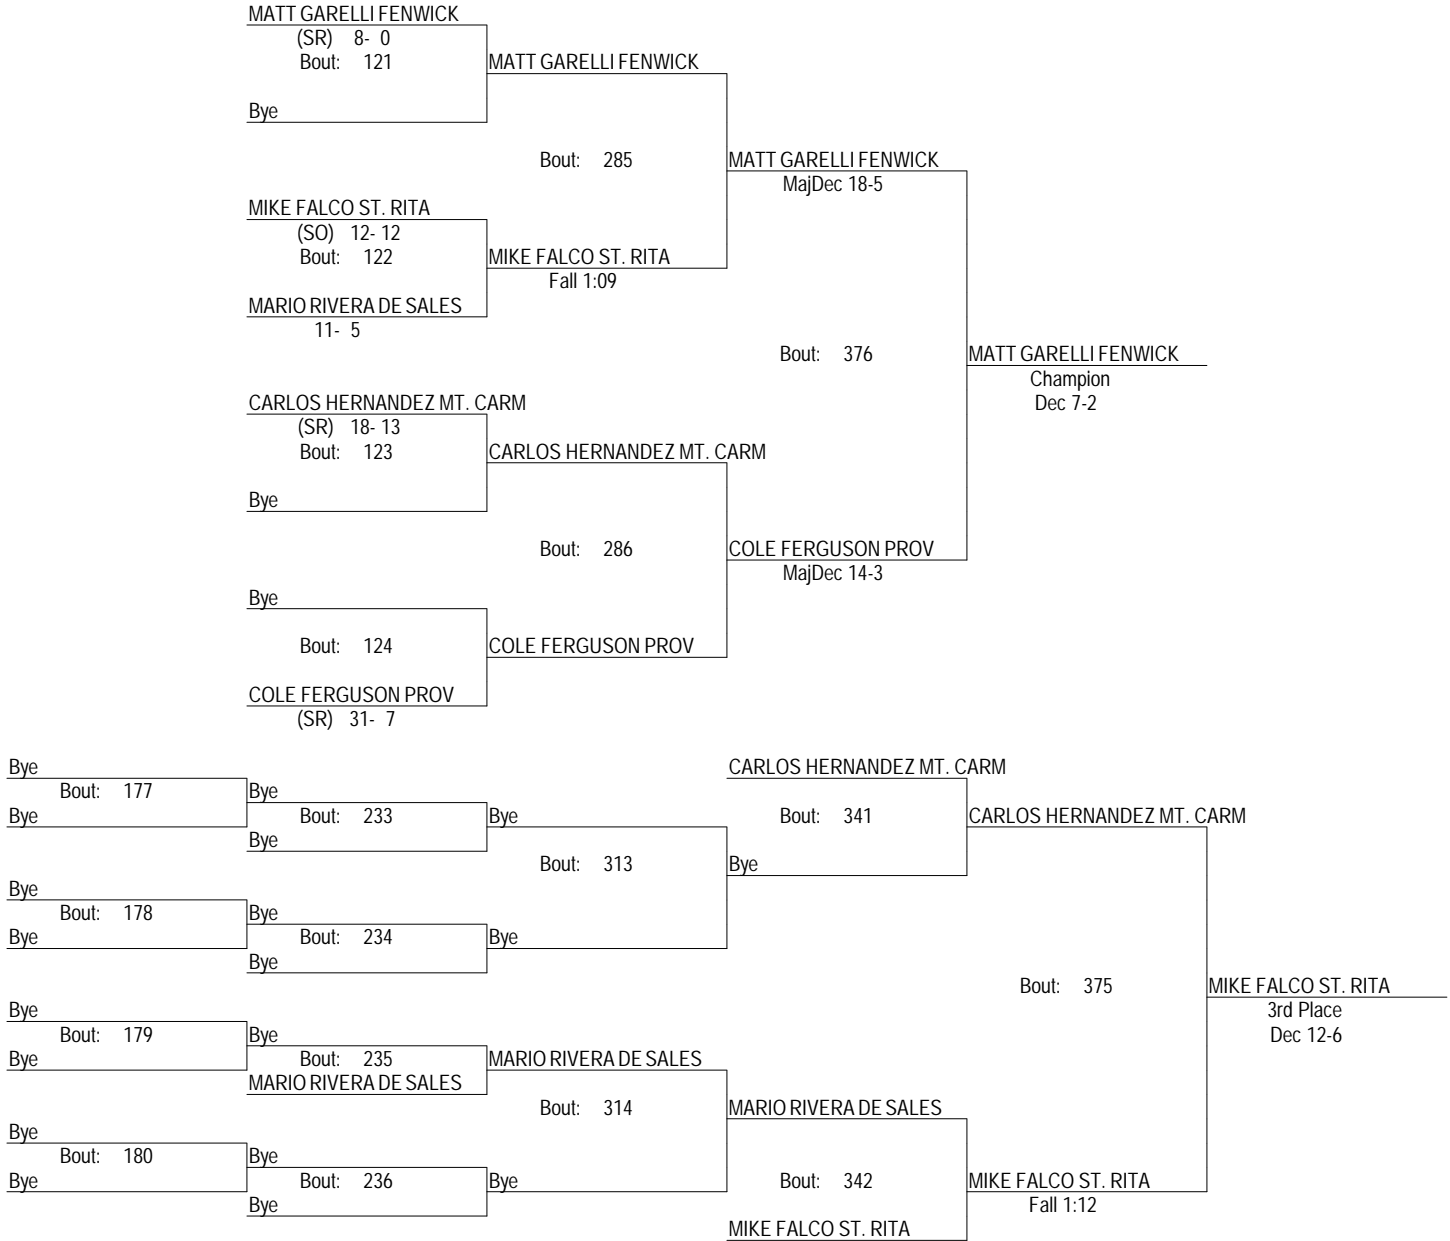 MATT GARELLI FENWICK
(SR) 8- 0
Bout: 121
MATT GARELLI FENWICK
Bye
Bout: 285
MATT GARELLI FENWICK
MajDec 18-5
MIKE FALCO ST. RITA
(SO) 12- 12
Bout: 122
MIKE FALCO ST. RITA
Fall 1:09
MARIO RIVERA DE SALES
11- 5
Bout: 376
MATT GARELLI FENWICK
Champion
Dec 7-2
CARLOS HERNANDEZ MT. CARM
(SR) 18- 13
Bout: 123
CARLOS HERNANDEZ MT. CARM
Bye
Bout: 286
COLE FERGUSON PROV
MajDec 14-3
Bye
Bout: 124
COLE FERGUSON PROV
COLE FERGUSON PROV
(SR) 31- 7
Bye
Bout: 177
Bye
Bye
Bout: 233
Bye
Bye
Bout: 313
CARLOS HERNANDEZ MT. CARM
Bout: 341
CARLOS HERNANDEZ MT. CARM
Bye
Bye
Bout: 178
Bye
Bye
Bout: 234
Bye
Bye
Bout: 375
MIKE FALCO ST. RITA
3rd Place
Dec 12-6
Bye
Bout: 179
Bye
Bye
Bout: 235
MARIO RIVERA DE SALES
MARIO RIVERA DE SALES
Bout: 314
MARIO RIVERA DE SALES
Bye
Bout: 180
Bye
Bye
Bout: 236
Bye
Bye
Bout: 342
MIKE FALCO ST. RITA
Fall 1:12
MIKE FALCO ST. RITA